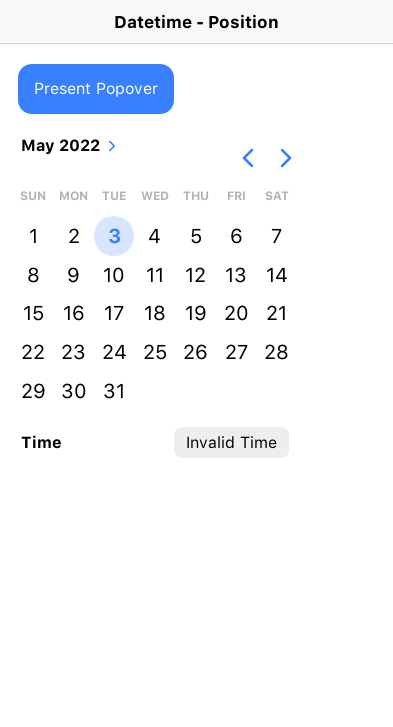 Datetime - Position
Present Popover
May 2022
SUN MON TUE WED THU FRI SAT
1 2 3 4 5 6 7
8 9 10 11 12 13 14
15 16 17 18 19 20 21
22 23 24 25 26 27 28
29 30 31
Time Invalid Time